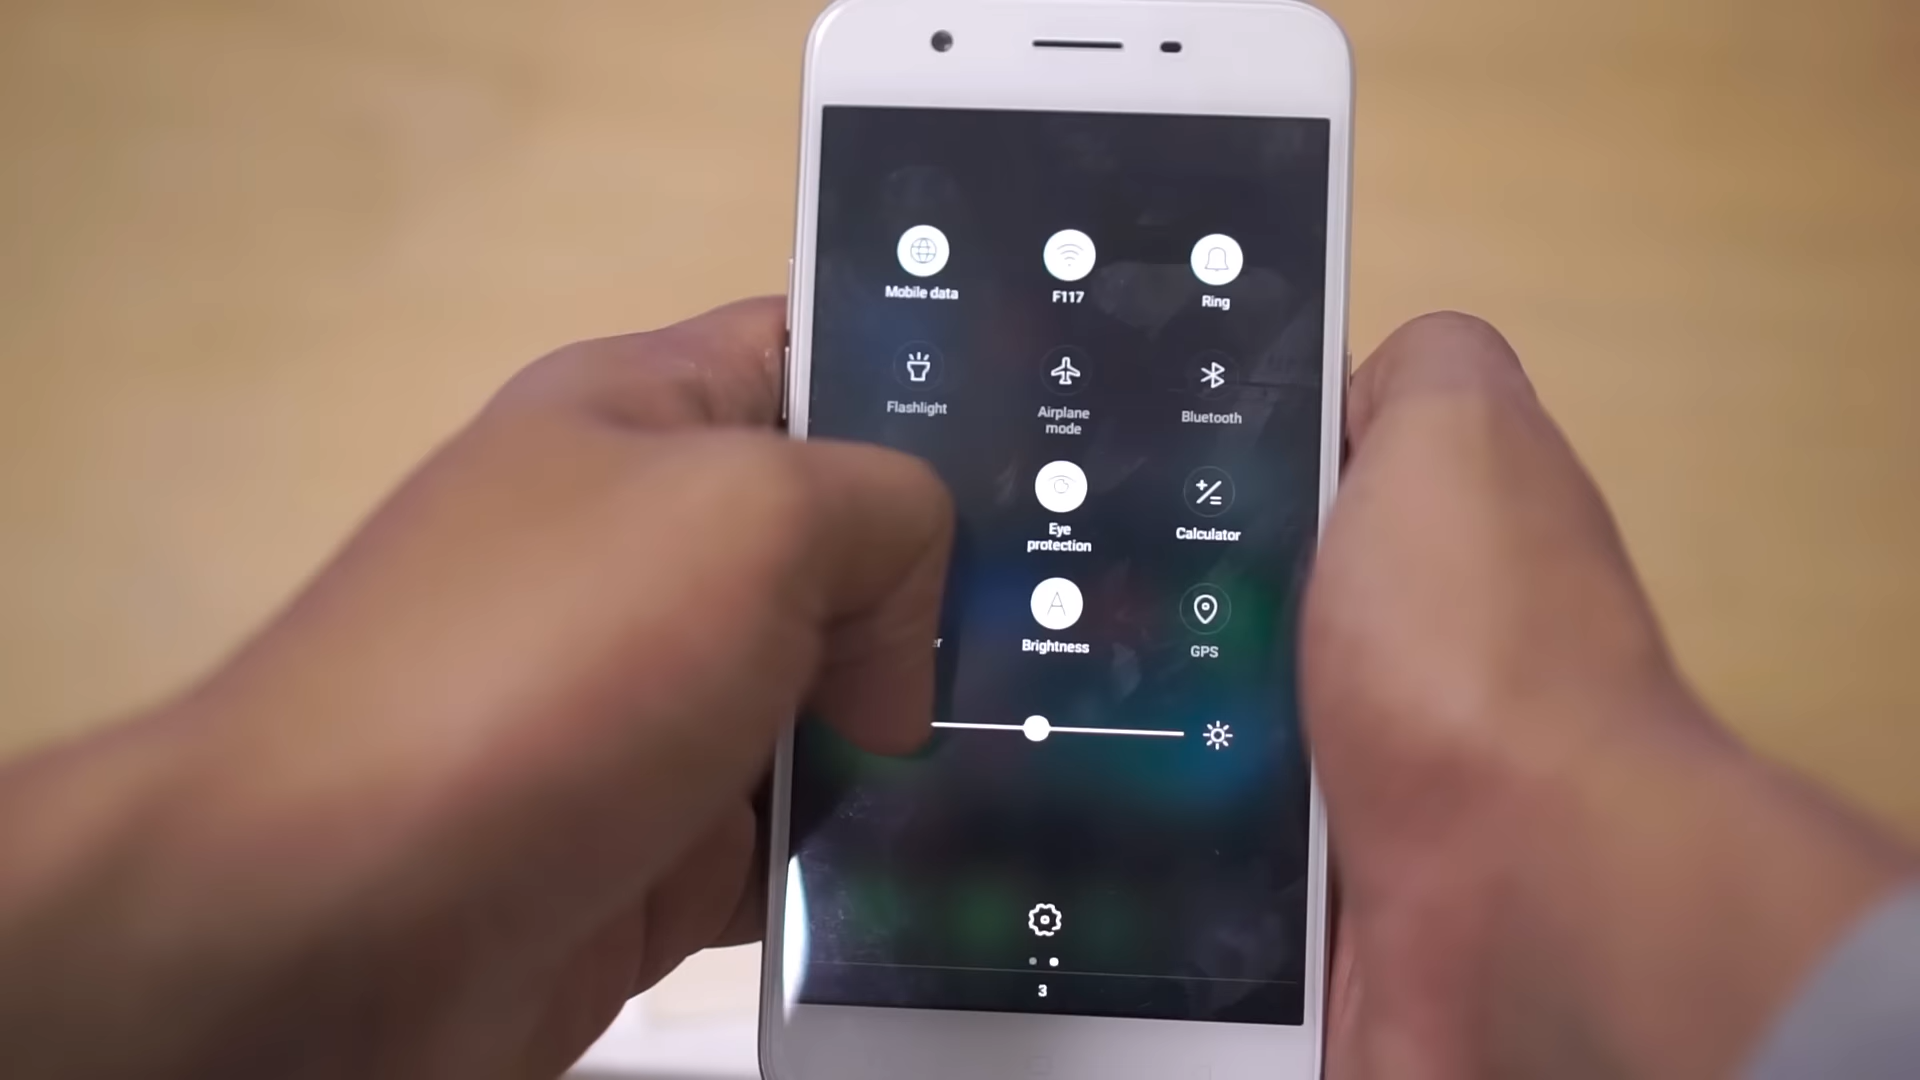 Mobile data
F117
Ring
Flashlight
Airplane
mode
Bluetooth
Eye
protection
Calculator
A
Brightness
GPS
3